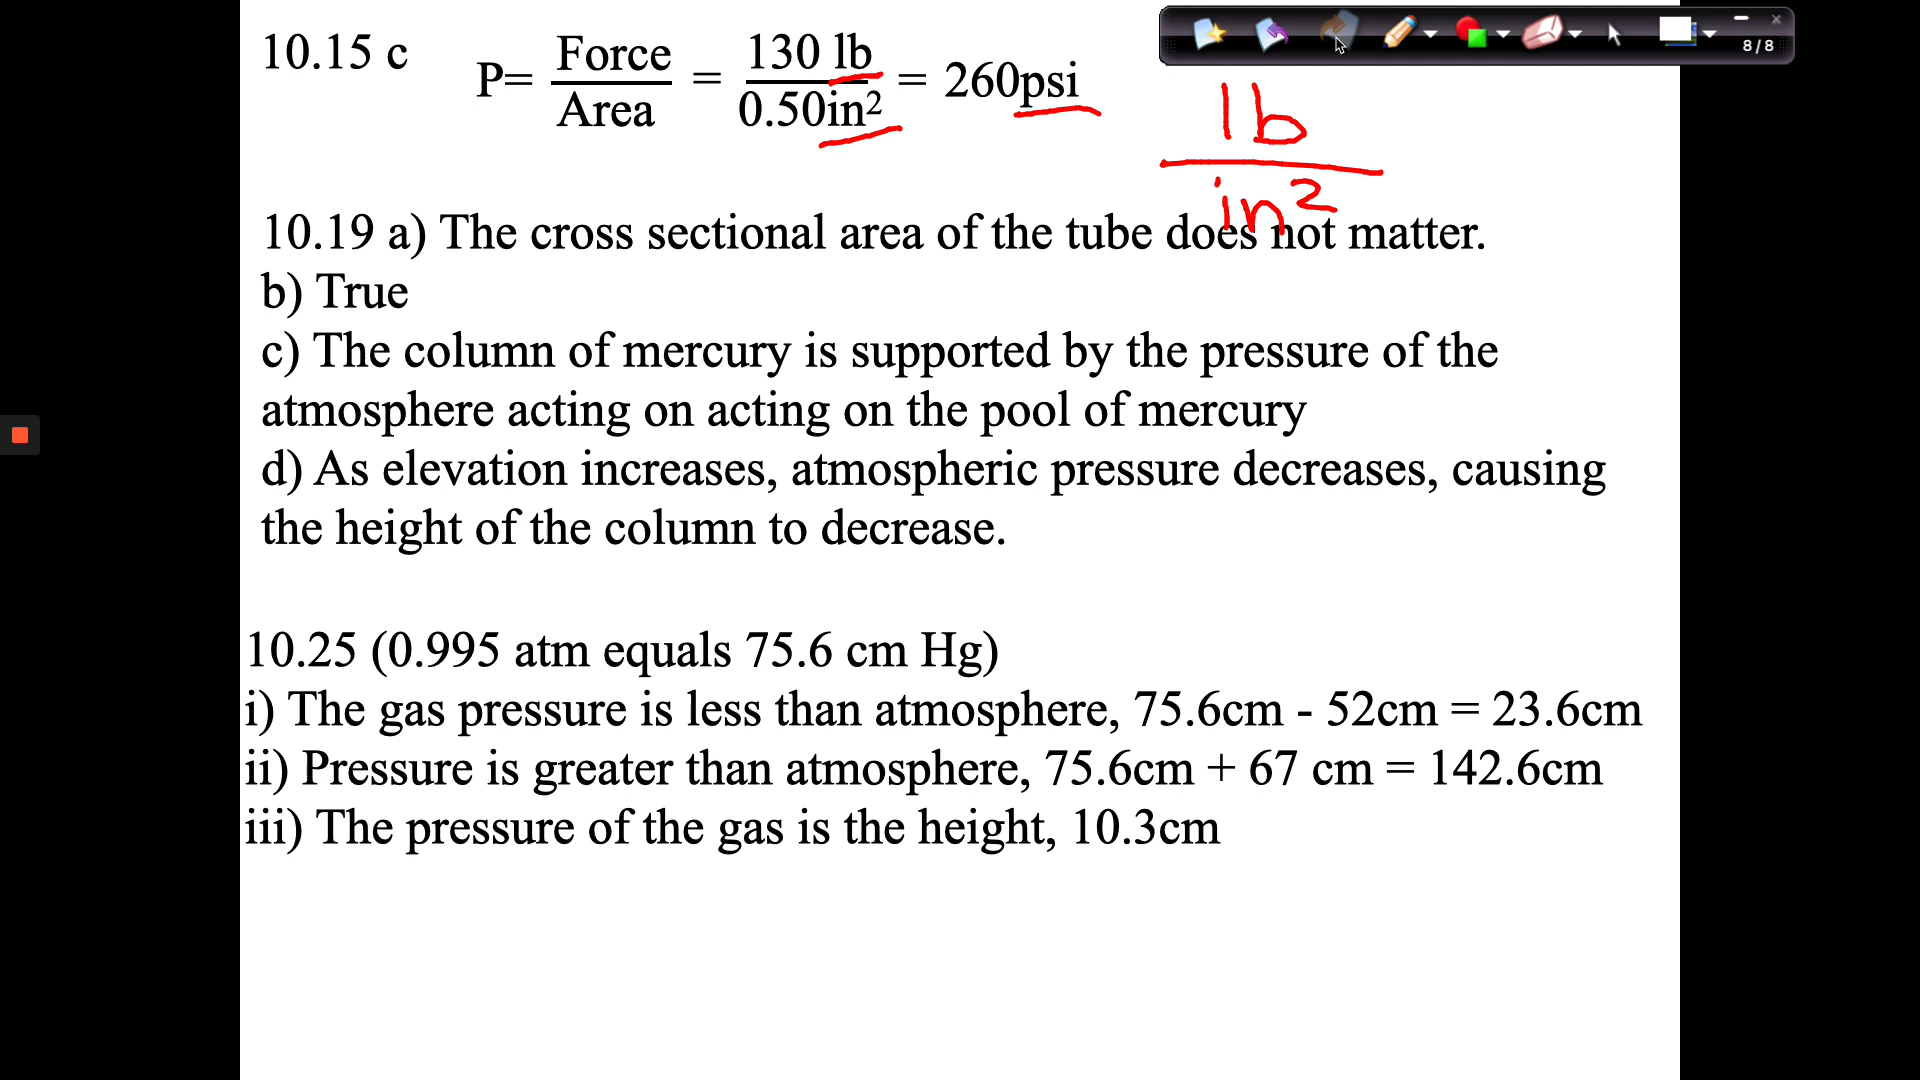 10.15 c P= Force/Area = 130 lb/0.50in² = 260psi
8/8
lb
in²
10.19 a) The cross sectional area of the tube does not matter.
b) True
c) The column of mercury is supported by the pressure of the
atmosphere acting on acting on the pool of mercury
d) As elevation increases, atmospheric pressure decreases, causing
the height of the column to decrease.
10.25 (0.995 atm equals 75.6 cm Hg)
i) The gas pressure is less than atmosphere, 75.6cm - 52cm = 23.6cm
ii) Pressure is greater than atmosphere, 75.6cm + 67 cm = 142.6cm
iii) The pressure of the gas is the height, 10.3cm